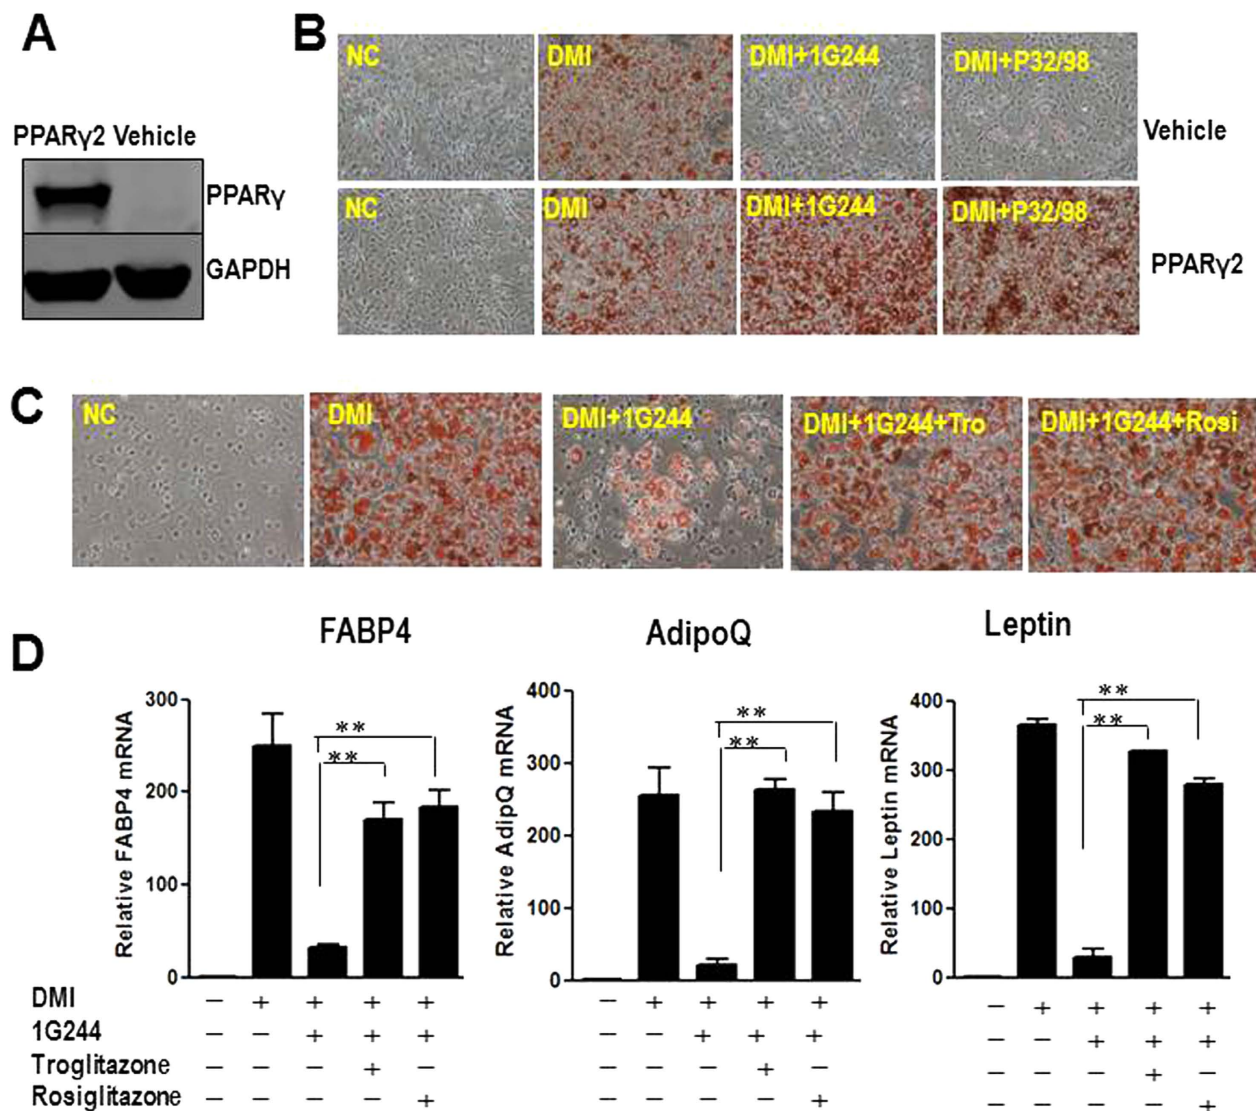 A
PPARγ2 Vehicle
PPARγ
GAPDH
B
NC
DMI
DMI+1G244
DMI+P32/98
Vehicle
NC
DMI
DMI+1G244
DMI+P32/98
PPARγ2
C
NC
DMI
DMI+1G244
DMI+1G244+Tro
DMI+1G244+Rosi
D
FABP4
Relative FABP4 mRNA
300
200
100
0
**
**
AdipoQ
Relative AdipQ mRNA
400
300
200
100
0
**
**
Leptin
Relative Leptin mRNA
400
300
200
100
0
**
**
DMI − + + + + − + + + + − + + + +
1G244 − − + + + − − + + + − − + + +
Troglitazone − − − + − − − − + − − − − + −
Rosiglitazone − − − − + − − − − + − − − − +